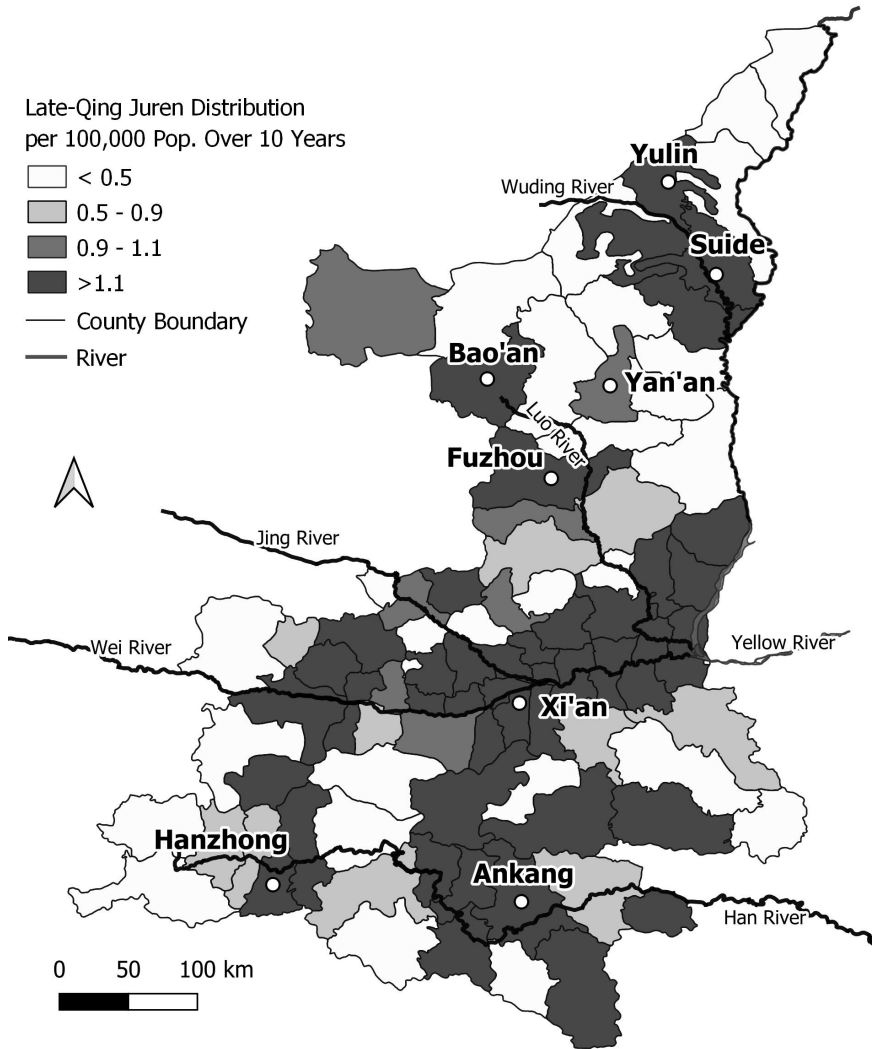 Late-Qing Juren Distribution
per 100,000 Pop. Over 10 Years
< 0.5
0.5 - 0.9
0.9 - 1.1
>1.1
County Boundary
River
Yulin
Wuding River
Suide
Bao'an
Yan'an
Luo River
Fuzhou
Jing River
Wei River
Yellow River
Xi'an
Hanzhong
Ankang
Han River
0 50 100 km